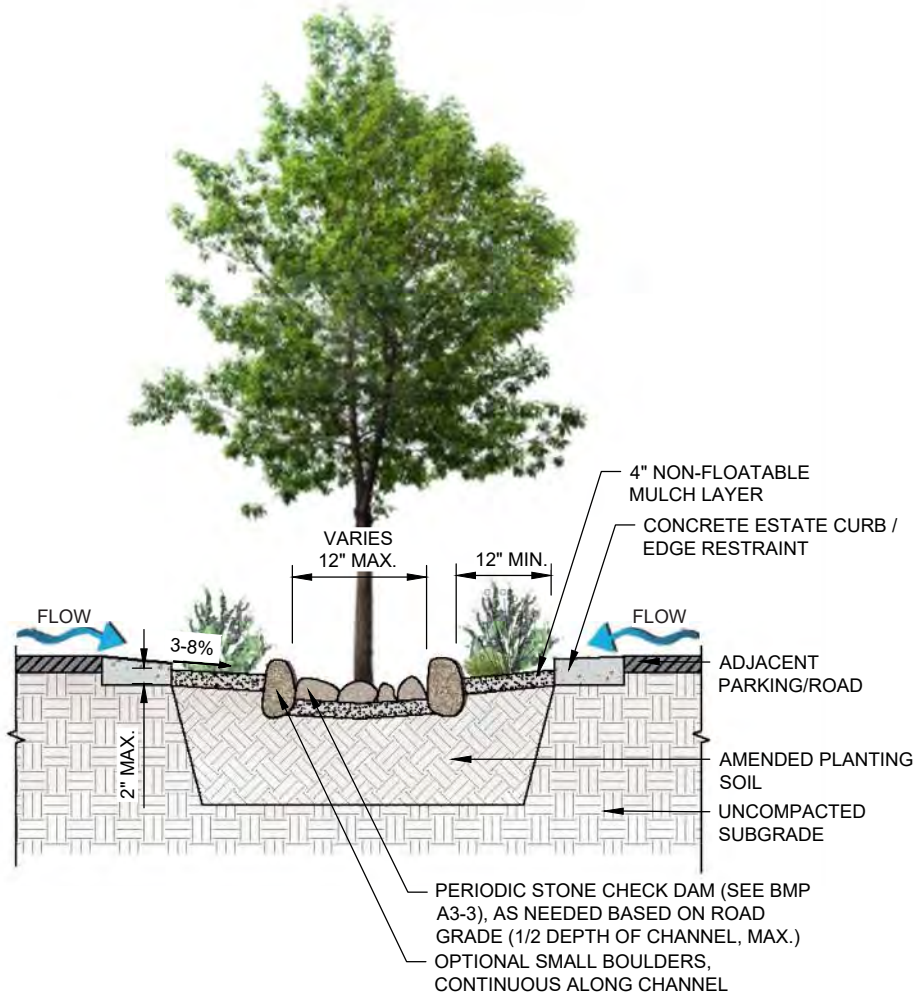 4" NON-FLOATABLE
MULCH LAYER
CONCRETE ESTATE CURB /
EDGE RESTRAINT
VARIES
12" MAX.
12" MIN.
FLOW
FLOW
3-8%
2" MAX.
ADJACENT
PARKING/ROAD
AMENDED PLANTING
SOIL
UNCOMPACTED
SUBGRADE
PERIODIC STONE CHECK DAM (SEE BMP
A3-3), AS NEEDED BASED ON ROAD
GRADE (1/2 DEPTH OF CHANNEL, MAX.)
OPTIONAL SMALL BOULDERS,
CONTINUOUS ALONG CHANNEL